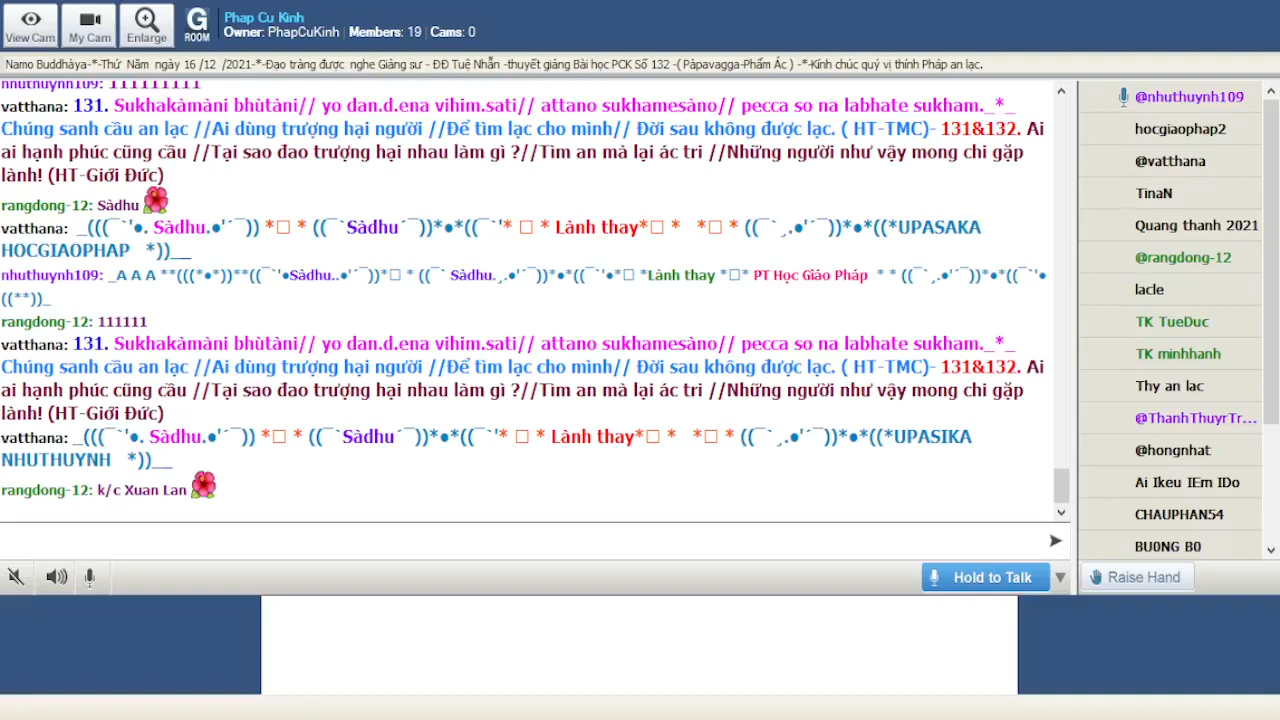 View Cam
My Cam
Enlarge
G
ROOM
Phap Cu Kinh
Owner: PhapCuKinh | Members: 19 | Cams: 0
Namo Buddhàya-*-Thứ Năm ngày 16 /12 /2021-*-Đạo tràng được nghe Giảng sư - ĐĐ Tuệ Nhẫn -thuyết giảng Bài học PCK Số 132 -( Pàpavagga-Phẩm Ác ) -*-Kính chúc quý vị thính Pháp an lạc.
nhuthuynh109: 111111111
vatthana: 131. Sukhakàmàni bhùtàni// yo dan.d.ena vihim.sati// attano sukhamesàno// pecca so na labhate sukham._*_
Chúng sanh cầu an lạc //Ai dùng trượng hại người //Để tìm lạc cho mình// Đời sau không được lạc. ( HT-TMC)- 131&132. Ai
ai hạnh phúc cũng cầu //Tại sao đao trượng hại nhau làm gì ?//Tìm an mà lại ác tri //Những người như vậy mong chi gặp
lành! (HT-Giới Đức)
rangdong-12: Sàdhu
vatthana: _(((¯`'●. Sàdhu.●'´¯)) *□ * ((¯`Sàdhu´¯))*●*((¯`'* □ * Lành thay*□ * *□ * ((¯`¸.●'´¯))*●*((*UPASAKA
HOCGIAOPHAP *))__
nhuthuynh109: _A A A **(((*●*))**((¯`'●Sàdhu..●'´¯))*□ * ((¯` Sàdhu.¸.●'´¯))*●*((¯`'●*□ *Lành thay *□* PT Học Giáo Pháp * * ((¯`¸.●'´¯))*●*((¯`'●
((**))_
rangdong-12: 111111
vatthana: 131. Sukhakàmàni bhùtàni// yo dan.d.ena vihim.sati// attano sukhamesàno// pecca so na labhate sukham._*_
Chúng sanh cầu an lạc //Ai dùng trượng hại người //Để tìm lạc cho mình// Đời sau không được lạc. ( HT-TMC)- 131&132. Ai
ai hạnh phúc cũng cầu //Tại sao đao trượng hại nhau làm gì ?//Tìm an mà lại ác tri //Những người như vậy mong chi gặp
lành! (HT-Giới Đức)
vatthana: _(((¯`'●. Sàdhu.●'´¯)) *□ * ((¯`Sàdhu´¯))*●*((¯`'* □ * Lành thay*□ * *□ * ((¯`¸.●'´¯))*●*((*UPASIKA
NHUTHUYNH *))__
rangdong-12: k/c Xuan Lan
Hold to Talk
@nhuthuynh109
hocgiaophap2
@vatthana
TinaN
Quang thanh 2021
@rangdong-12
lacle
TK TueDuc
TK minhhanh
Thy an lac
@ThanhThuyrTr...
@hongnhat
Ai Ikeu IEm IDo
CHAUPHAN54
BU0NG B0
Raise Hand